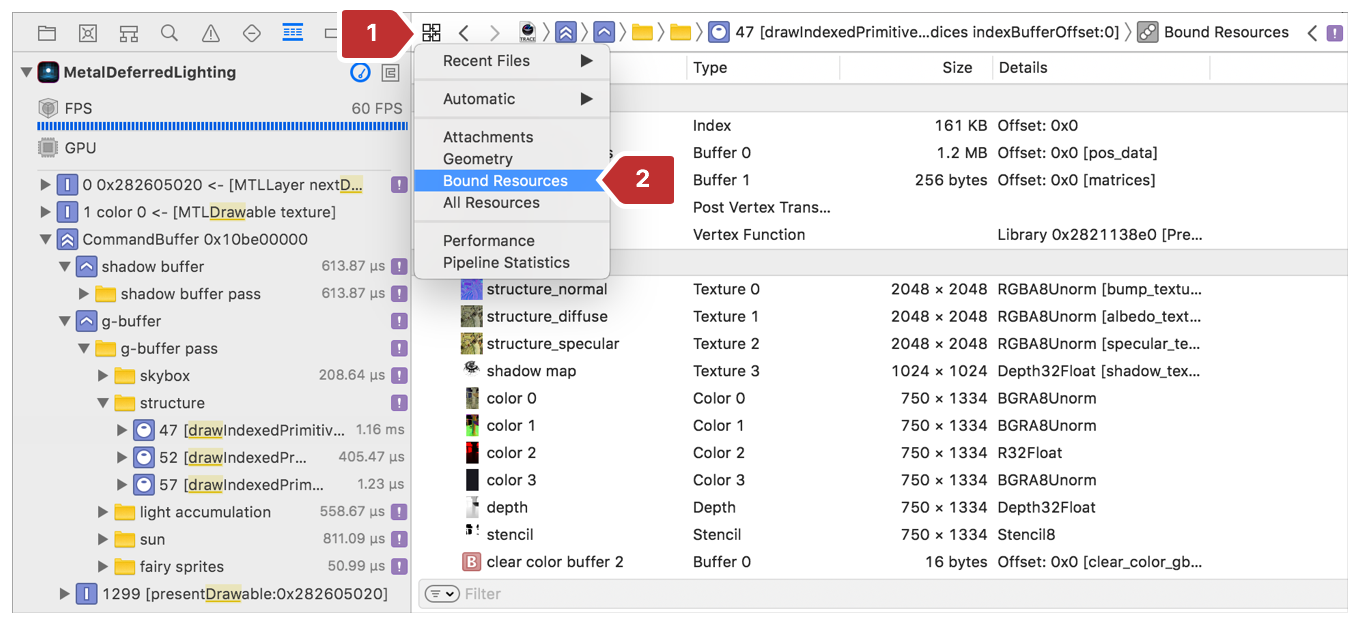 1
TRACE
47 [drawIndexedPrimitive...dices indexBufferOffset:0]
Bound Resources
MetalDeferredLighting
FPS
60 FPS
GPU
0 0x282605020 <- [MTLLayer nextD...
1 color 0 <- [MTLDrawable texture]
CommandBuffer 0x10be00000
shadow buffer 613.87 µs
shadow buffer pass 613.87 µs
g-buffer
g-buffer pass
skybox 208.64 µs
structure
47 [drawIndexedPrimitiv... 1.16 ms
52 [drawIndexedPr... 405.47 µs
57 [drawIndexedPrim... 1.23 µs
light accumulation 558.67 µs
sun 811.09 µs
fairy sprites 50.99 µs
1299 [presentDrawable:0x282605020]
Recent Files
Automatic
Attachments
Geometry
Bound Resources
All Resources
Performance
Pipeline Statistics
2
Type Size Details
Index 161 KB Offset: 0x0
s Buffer 0 1.2 MB Offset: 0x0 [pos_data]
Buffer 1 256 bytes Offset: 0x0 [matrices]
Post Vertex Trans...
Vertex Function Library 0x2821138e0 [Pre...
structure_normal Texture 0 2048 × 2048 RGBA8Unorm [bump_textu...
structure_diffuse Texture 1 2048 × 2048 RGBA8Unorm [albedo_text...
structure_specular Texture 2 2048 × 2048 RGBA8Unorm [specular_te...
shadow map Texture 3 1024 × 1024 Depth32Float [shadow_tex...
color 0 Color 0 750 × 1334 BGRA8Unorm
color 1 Color 1 750 × 1334 BGRA8Unorm
color 2 Color 2 750 × 1334 R32Float
color 3 Color 3 750 × 1334 BGRA8Unorm
depth Depth 750 × 1334 Depth32Float
stencil Stencil 750 × 1334 Stencil8
B clear color buffer 2 Buffer 0 16 bytes Offset: 0x0 [clear_color_gb...
Filter